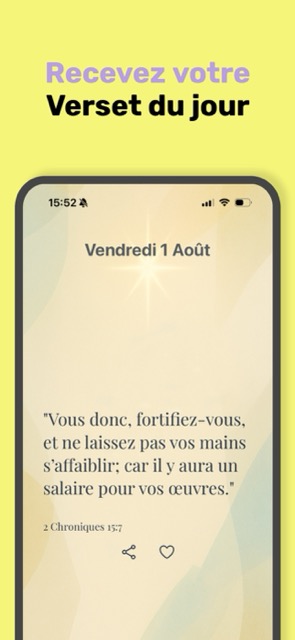 Recevez votre
Verset du jour
15:52
Vendredi 1 Août
"Vous donc, fortifiez-vous,
et ne laissez pas vos mains
s’affaiblir; car il y aura un
salaire pour vos œuvres."
2 Chroniques 15:7